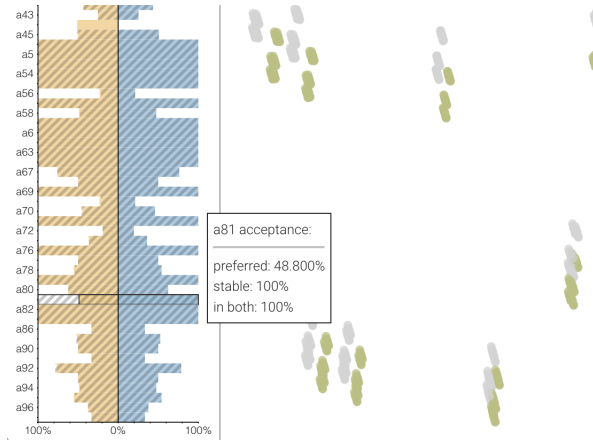 a43
a45
a5
a54
a56
a58
a6
a63
a67
a69
a70
a72
a76
a78
a80
a82
a86
a90
a92
a94
a96
100% 0% 100%
a81 acceptance:
preferred: 48.800%
stable: 100%
in both: 100%